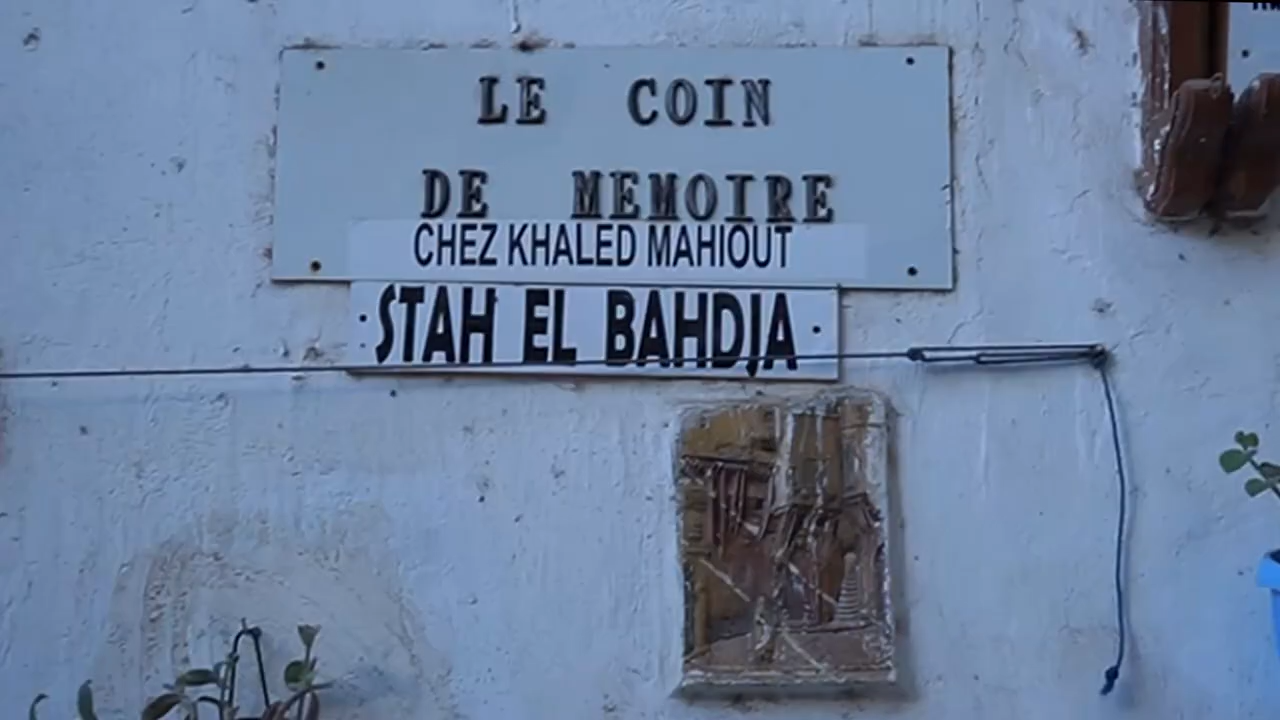 LE COIN
DE MEMOIRE
CHEZ KHALED MAHIOUT
STAH EL BAHDJA